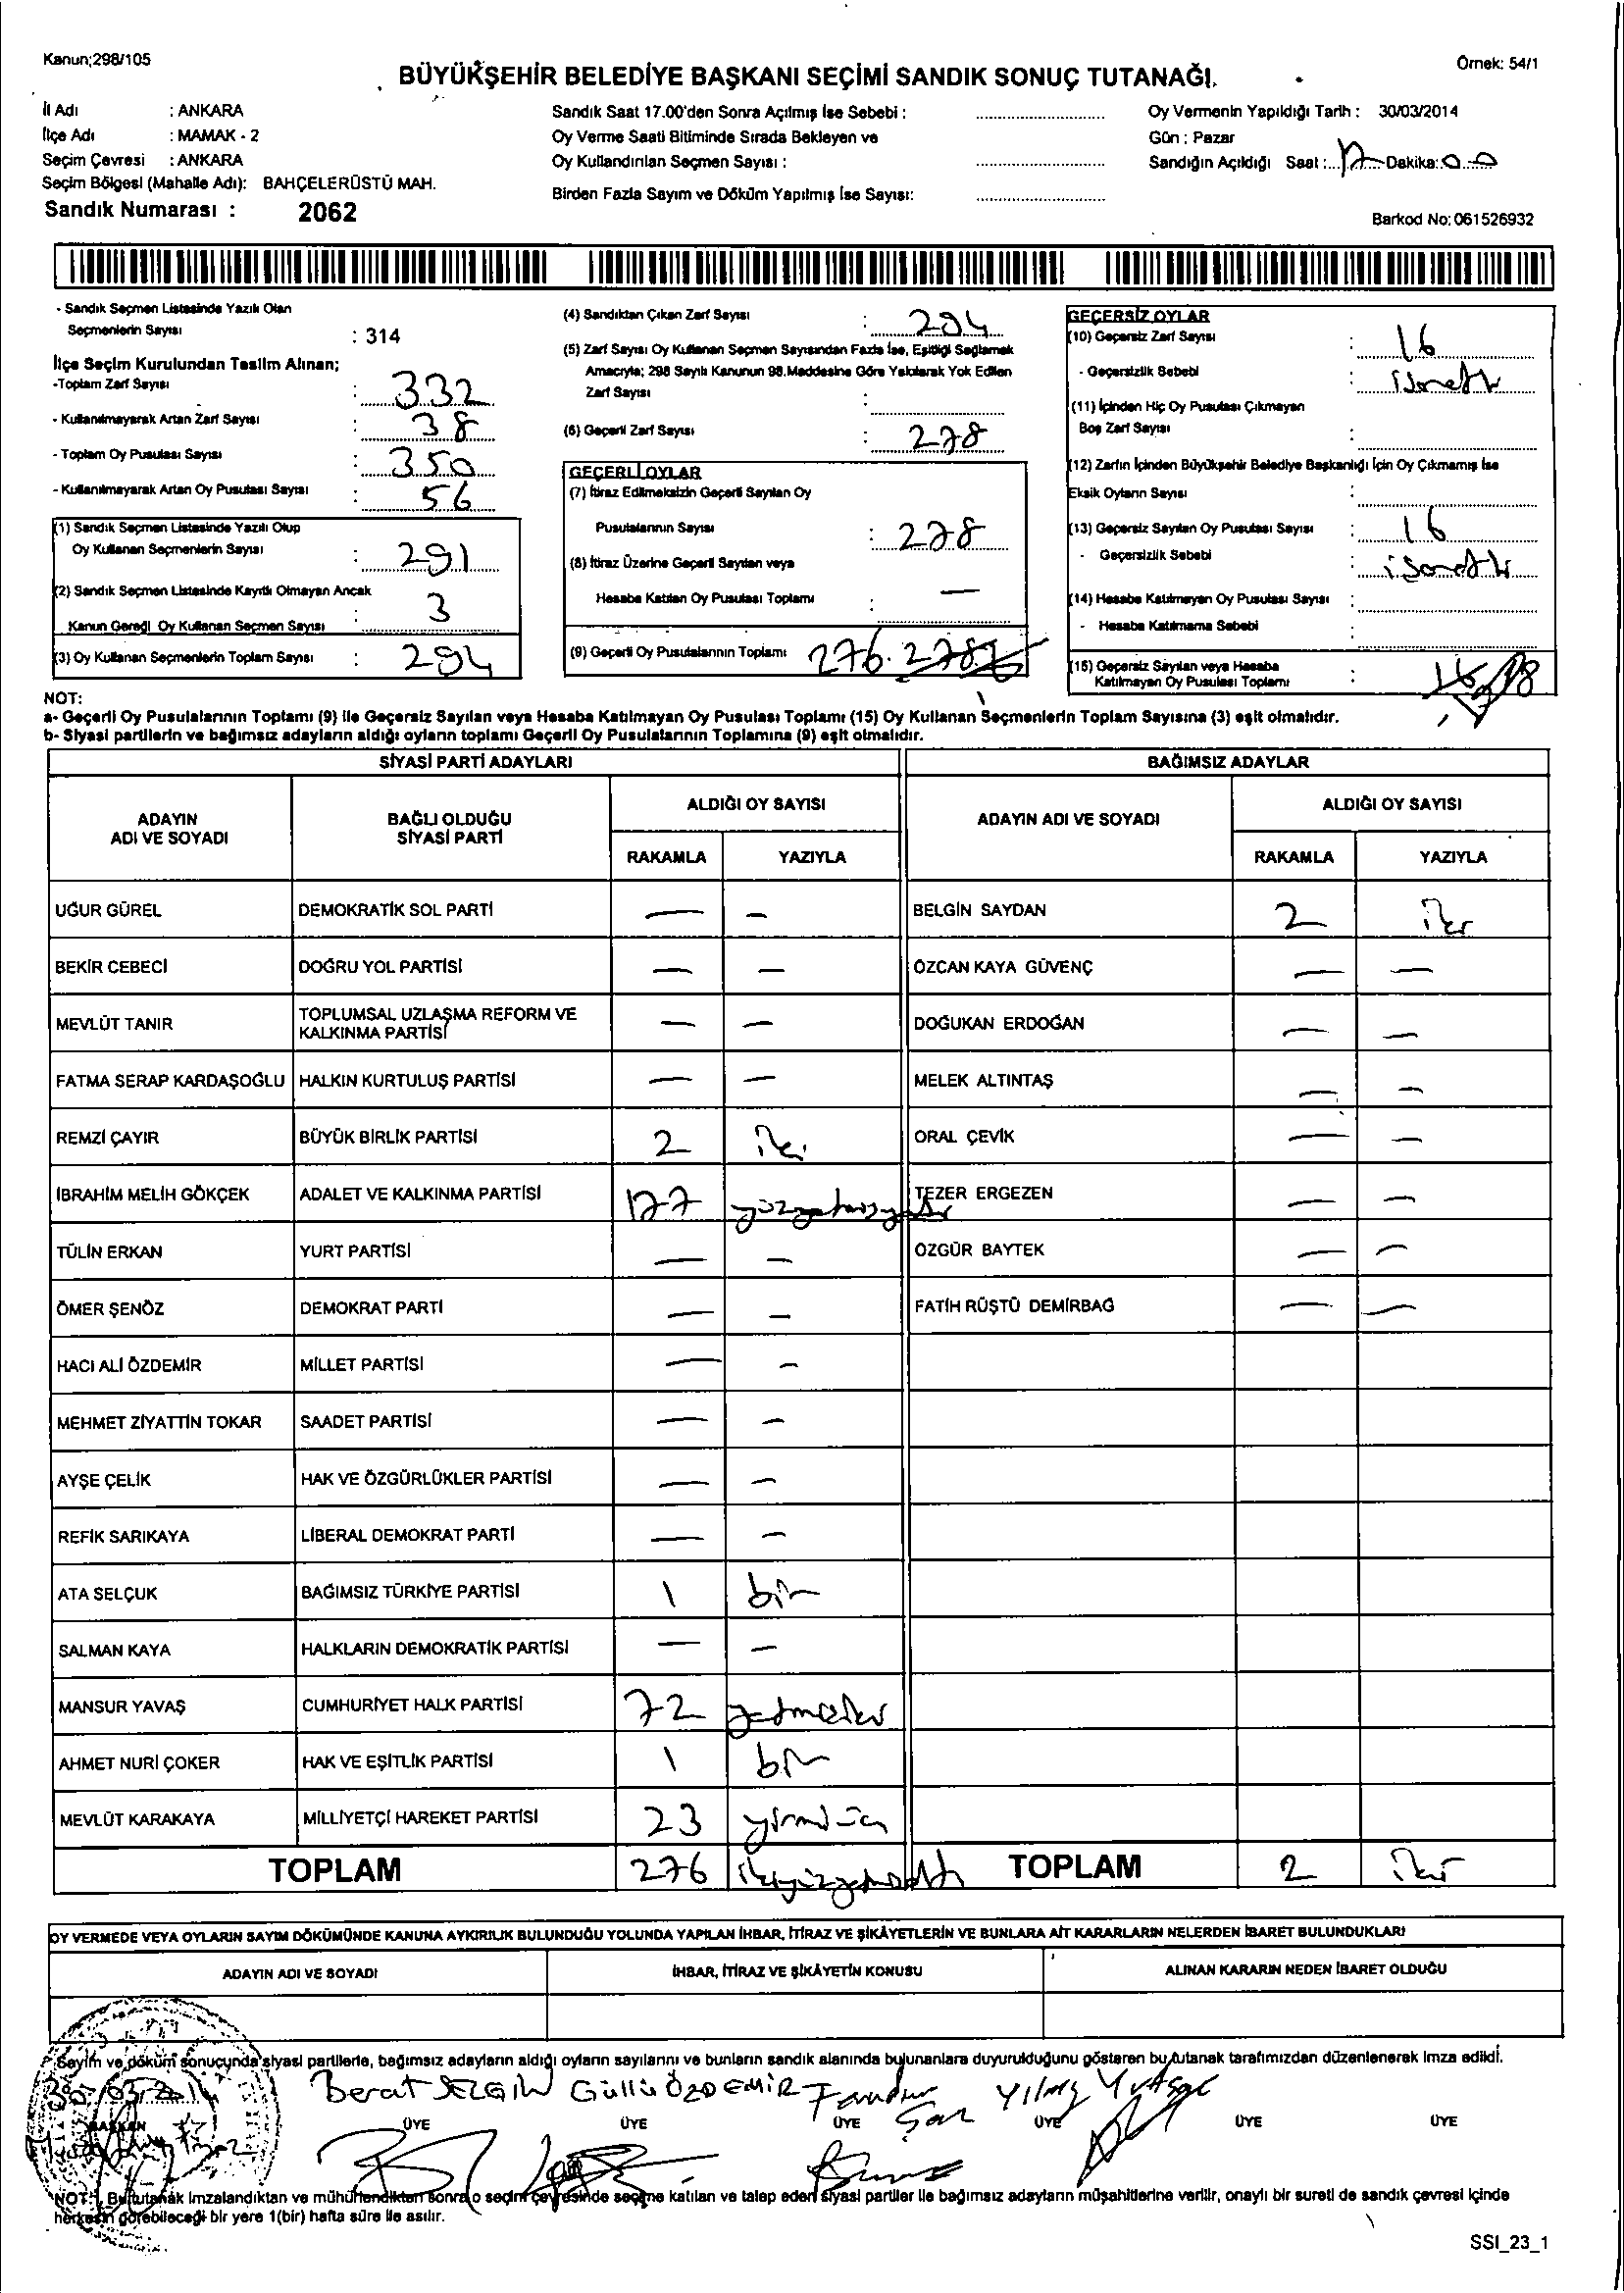 Kanun;298/105
Örnek: 54/1
BÜYÜKŞEHİR BELEDİYE BAŞKANI SEÇİMİ SANDIK SONUÇ TUTANAĞI
İl Adı : ANKARA
İlçe Adı : MAMAK - 2
Seçim Çevresi : ANKARA
Seçim Bölgesi (Mahalle Adı): BAHÇELERÜSTÜ MAH.
Sandık Numarası : 2062
Sandık Saat 17.00'den Sonra Açılmış İse Sebebi :
Oy Verme Saati Bitiminde Sırada Bekleyen ve
Oy Kullandırılan Seçmen Sayısı :
Birden Fazla Sayım ve Döküm Yapılmış İse Sayısı:
Oy Vermenin Yapıldığı Tarih : 30/03/2014
Gün : Pazar
Sandığın Açıldığı Saat : 17 Dakika: 00
Barkod No: 061526932
- Sandık Seçmen Listesinde Yazılı Olan
Seçmenlerin Sayısı : 314
İlçe Seçim Kurulundan Teslim Alınan;
-Toplam Zarf Sayısı : 332
- Kullanılmayarak Artan Zarf Sayısı : 38
- Toplam Oy Pusulası Sayısı : 350
- Kullanılmayarak Artan Oy Pusulası Sayısı : 56
(1) Sandık Seçmen Listesinde Yazılı Olup
Oy Kullanan Seçmenlerin Sayısı : 291
(2) Sandık Seçmen Listesinde Kayıtlı Olmayan Ancak
Kanun Gereği Oy Kullanan Seçmen Sayısı : 3
(3) Oy Kullanan Seçmenlerin Toplam Sayısı : 294
(4) Sandıktan Çıkan Zarf Sayısı : 294
(5) Zarf Sayısı Oy Kullanan Seçmen Sayısından Fazla İse, Eşitliği Sağlamak
Amacıyla; 298 Sayılı Kanunun 98.Maddesine Göre Yakılarak Yok Edilen
Zarf Sayısı :
(6) Geçerli Zarf Sayısı : 278
GEÇERLİ OYLAR
(7) İtiraz Edilmeksizin Geçerli Sayılan Oy
Pusulalarının Sayısı : 278
(8) İtiraz Üzerine Geçerli Sayılan veya
Hesaba Katılan Oy Pusulası Toplamı : —
(9) Geçerli Oy Pusulalarının Toplamı : 276. 278
GEÇERSİZ OYLAR
(10) Geçersiz Zarf Sayısı : 16
- Geçersizlik Sebebi :
(11) İçinden Hiç Oy Pusulası Çıkmayan
Boş Zarf Sayısı :
(12) Zarfın İçinden Büyükşehir Belediye Başkanlığı İçin Oy Çıkmamış İse
Eksik Oyların Sayısı :
(13) Geçersiz Sayılan Oy Pusulası Sayısı : 16
- Geçersizlik Sebebi :
(14) Hesaba Katılmayan Oy Pusulası Sayısı :
- Hesaba Katılmama Sebebi :
(15) Geçersiz Sayılan veya Hesaba
Katılmayan Oy Pusulası Toplamı : 16 18
NOT:
a- Geçerli Oy Pusulalarının Toplamı (9) ile Geçersiz Sayılan veya Hesaba Katılmayan Oy Pusulası Toplamı (15) Oy Kullanan Seçmenlerin Toplam Sayısına (3) eşit olmalıdır.
b- Siyasi partilerin ve bağımsız adayların aldığı oyların toplamı Geçerli Oy Pusulalarının Toplamına (9) eşit olmalıdır.
SİYASİ PARTİ ADAYLARI
BAĞIMSIZ ADAYLAR
ADAYIN ADI VE SOYADI
BAĞLI OLDUĞU SİYASİ PARTİ
ALDIĞI OY SAYISI
RAKAMLA YAZIYLA
ADAYIN ADI VE SOYADI
ALDIĞI OY SAYISI
RAKAMLA YAZIYLA
UĞUR GÜREL DEMOKRATİK SOL PARTİ — — BELGİN SAYDAN 2 iki
BEKİR CEBECİ DOĞRU YOL PARTİSİ — — ÖZCAN KAYA GÜVENÇ — —
MEVLÜT TANIR TOPLUMSAL UZLAŞMA REFORM VE KALKINMA PARTİSİ — — DOĞUKAN ERDOĞAN — —
FATMA SERAP KARDAŞOĞLU HALKIN KURTULUŞ PARTİSİ — — MELEK ALTINTAŞ — —
REMZİ ÇAYIR BÜYÜK BİRLİK PARTİSİ 2 iki ORAL ÇEVİK — —
İBRAHİM MELİH GÖKÇEK ADALET VE KALKINMA PARTİSİ 177 yüzyetmişyedi TEZER ERGEZEN — —
TÜLİN ERKAN YURT PARTİSİ — — ÖZGÜR BAYTEK — —
ÖMER ŞENÖZ DEMOKRAT PARTİ — — FATİH RÜŞTÜ DEMİRBAĞ — —
HACI ALİ ÖZDEMİR MİLLET PARTİSİ — —
MEHMET ZİYATTİN TOKAR SAADET PARTİSİ — —
AYŞE ÇELİK HAK VE ÖZGÜRLÜKLER PARTİSİ — —
REFİK SARIKAYA LİBERAL DEMOKRAT PARTİ — —
ATA SELÇUK BAĞIMSIZ TÜRKİYE PARTİSİ 1 bir
SALMAN KAYA HALKLARIN DEMOKRATİK PARTİSİ — —
MANSUR YAVAŞ CUMHURİYET HALK PARTİSİ 72 yetmişiki
AHMET NURİ ÇOKER HAK VE EŞİTLİK PARTİSİ 1 bir
MEVLÜT KARAKAYA MİLLİYETÇİ HAREKET PARTİSİ 23 yirmiüç
TOPLAM 276 ikiyüzyetmişaltı TOPLAM 2 iki
OY VERMEDE VEYA OYLARIN SAYIM DÖKÜMÜNDE KANUNA AYKIRILIK BULUNDUĞU YOLUNDA YAPILAN İHBAR, İTİRAZ VE ŞİKÂYETLERİN VE BUNLARA AİT KARARLARIN NELERDEN İBARET BULUNDUKLARI
ADAYIN ADI VE SOYADI İHBAR, İTİRAZ VE ŞİKÂYETİN KONUSU ALINAN KARARIN NEDEN İBARET OLDUĞU
Sayım ve döküm sonucunda siyasi partilerle, bağımsız adayların aldığı oyların sayılarını ve bunların sandık alanında bulunanlara duyurulduğunu gösteren bu tutanak tarafımızdan düzenlenerek imza edildi.
30/03/2014 Berat SEZGİN Güllü ÖZDEMİR
BAŞKAN ÜYE ÜYE ÜYE ÜYE ÜYE ÜYE
NOT: Bu tutanak imzalandıktan ve mühürlendikten sonra o seçim çevresinde seçime katılan ve talep eden siyasi partiler ile bağımsız adayların müşahitlerine verilir, onaylı bir sureti de sandık çevresi içinde
herkesin görebileceği bir yere 1(bir) hafta süre ile asılır.
SSI_23_1